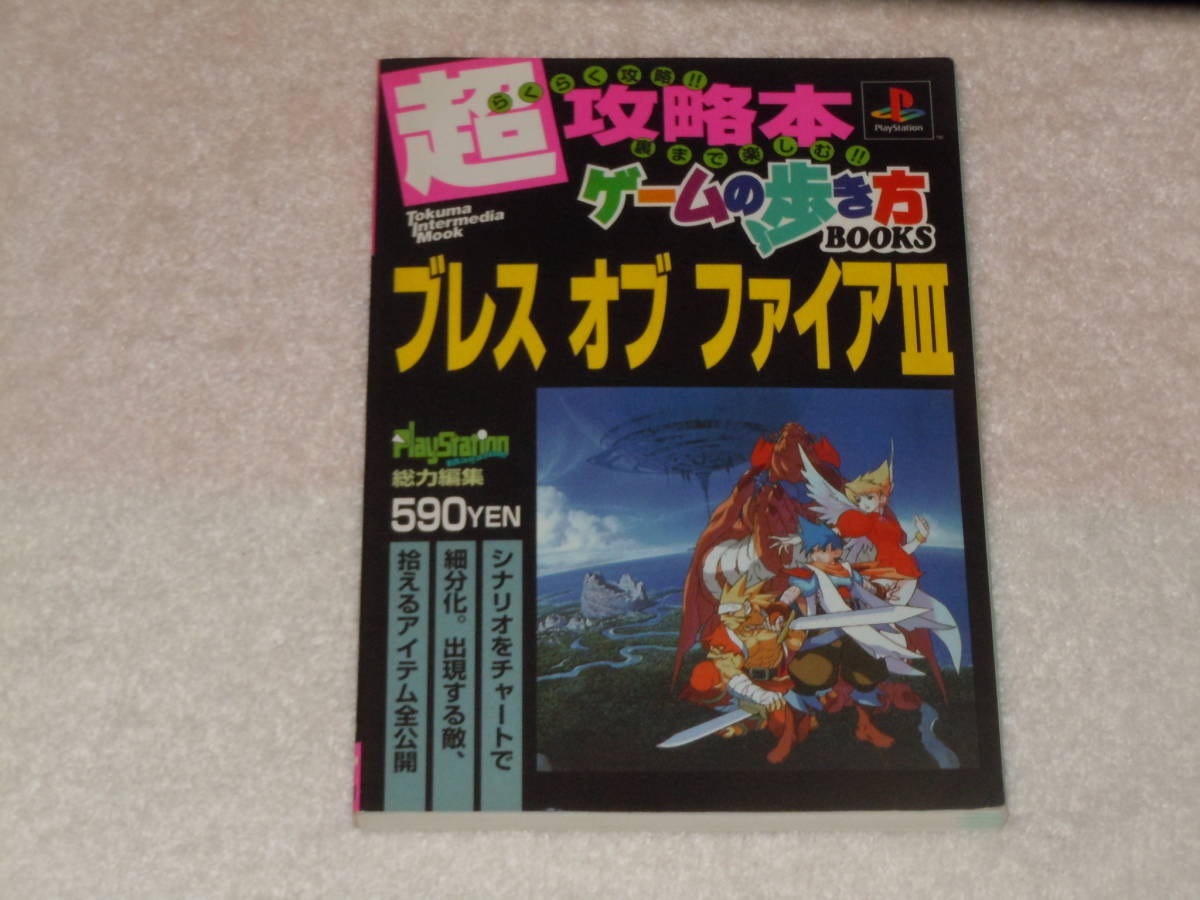 超
らくらく攻略!!
攻略本
裏まで楽しむ!!
ゲームの歩き方
BOOKS
PlayStation
TM
Tokuma
Intermedia
Mook
ブレス オブ ファイアIII
PlayStation
総力編集
590YEN
シナリオをチャートで
細分化。出現する敵、
拾えるアイテム全公開